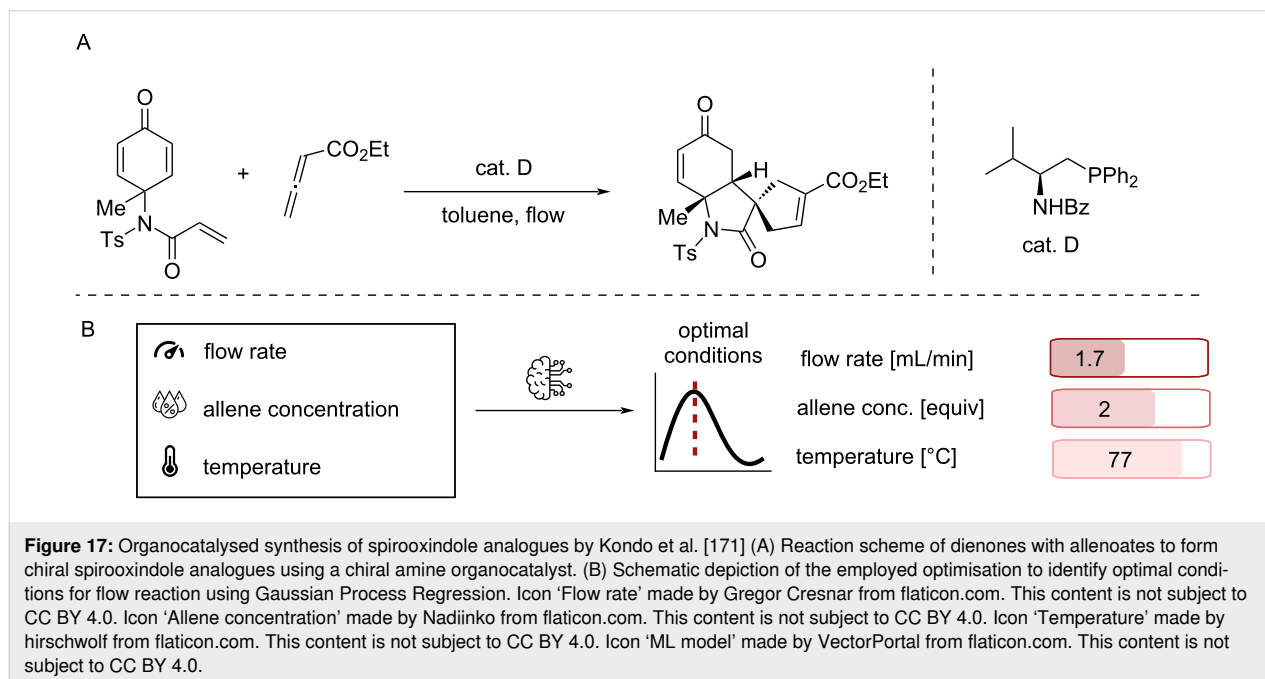 A
O
Me
N
Ts
O
+
CO₂Et
cat. D
toluene, flow
O
H
CO₂Et
Me
N
Ts
O
PPh₂
NHBz
cat. D
B
flow rate
allene concentration
temperature
optimal
conditions
flow rate [mL/min]
1.7
allene conc. [equiv]
2
temperature [°C]
77
Figure 17: Organocatalysed synthesis of spirooxindole analogues by Kondo et al. [171] (A) Reaction scheme of dienones with allenoates to form
chiral spirooxindole analogues using a chiral amine organocatalyst. (B) Schematic depiction of the employed optimisation to identify optimal condi-
tions for flow reaction using Gaussian Process Regression. Icon ‘Flow rate’ made by Gregor Cresnar from flaticon.com. This content is not subject to
CC BY 4.0. Icon ‘Allene concentration’ made by Nadiinko from flaticon.com. This content is not subject to CC BY 4.0. Icon ‘Temperature’ made by
hirschwolf from flaticon.com. This content is not subject to CC BY 4.0. Icon ‘ML model’ made by VectorPortal from flaticon.com. This content is not
subject to CC BY 4.0.